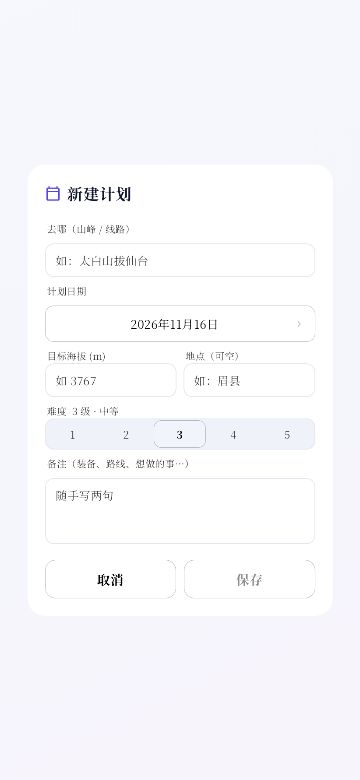 新建计划
去哪（山峰 / 线路）
如：太白山拔仙台
计划日期
2026年11月16日
目标海拔 (m)
地点（可空）
如 3767
如：眉县
难度 3 级 · 中等
1 2 3 4 5
备注（装备、路线、想做的事…）
随手写两句
取消
保存